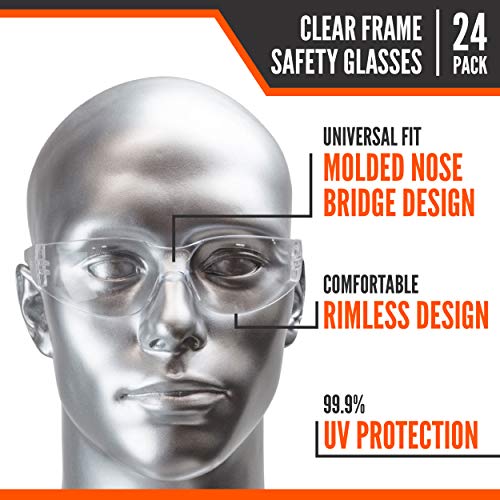 CLEAR FRAME
SAFETY GLASSES
24
PACK
UNIVERSAL FIT
MOLDED NOSE
BRIDGE DESIGN
COMFORTABLE
RIMLESS DESIGN
99.9%
UV PROTECTION